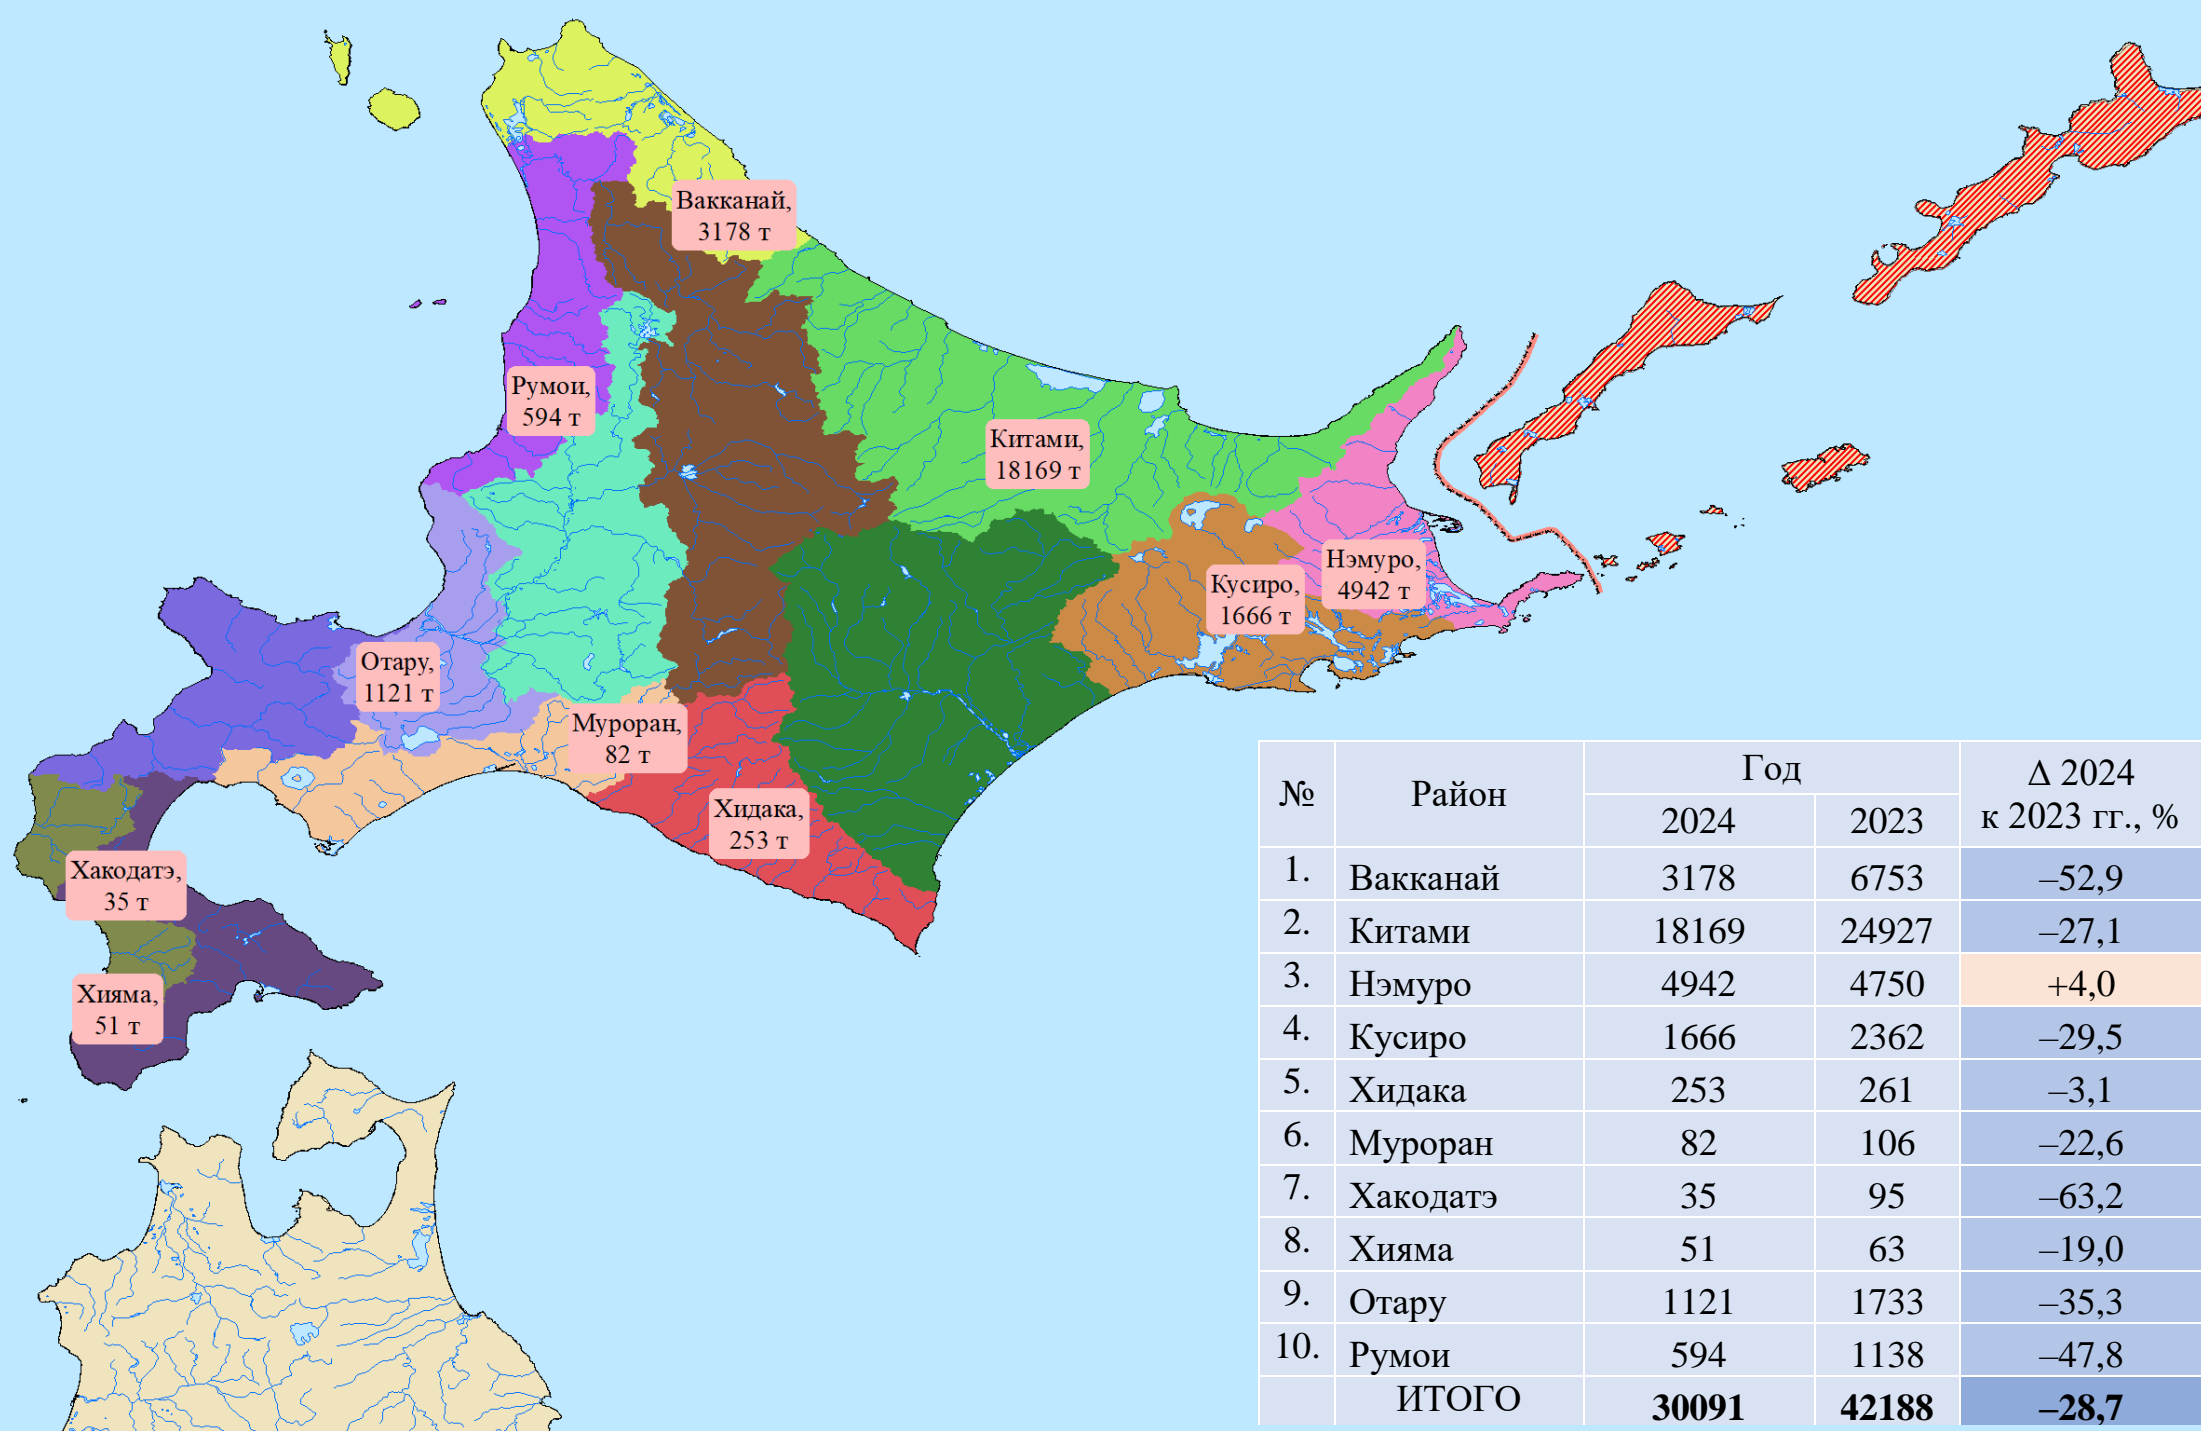 Вакканай,
3178 т
Румои,
594 т
Китами,
18169 т
Нэмуро,
4942 т
Кусиро,
1666 т
Отару,
1121 т
Муроран,
82 т
Хидака,
253 т
Хакодатэ,
35 т
Хияма,
51 т
№ Район Год Δ 2024
к 2023 гг., %
2024 2023
1. Вакканай 3178 6753 –52,9
2. Китами 18169 24927 –27,1
3. Нэмуро 4942 4750 +4,0
4. Кусиро 1666 2362 –29,5
5. Хидака 253 261 –3,1
6. Муроран 82 106 –22,6
7. Хакодатэ 35 95 –63,2
8. Хияма 51 63 –19,0
9. Отару 1121 1733 –35,3
10. Румои 594 1138 –47,8
ИТОГО 30091 42188 –28,7